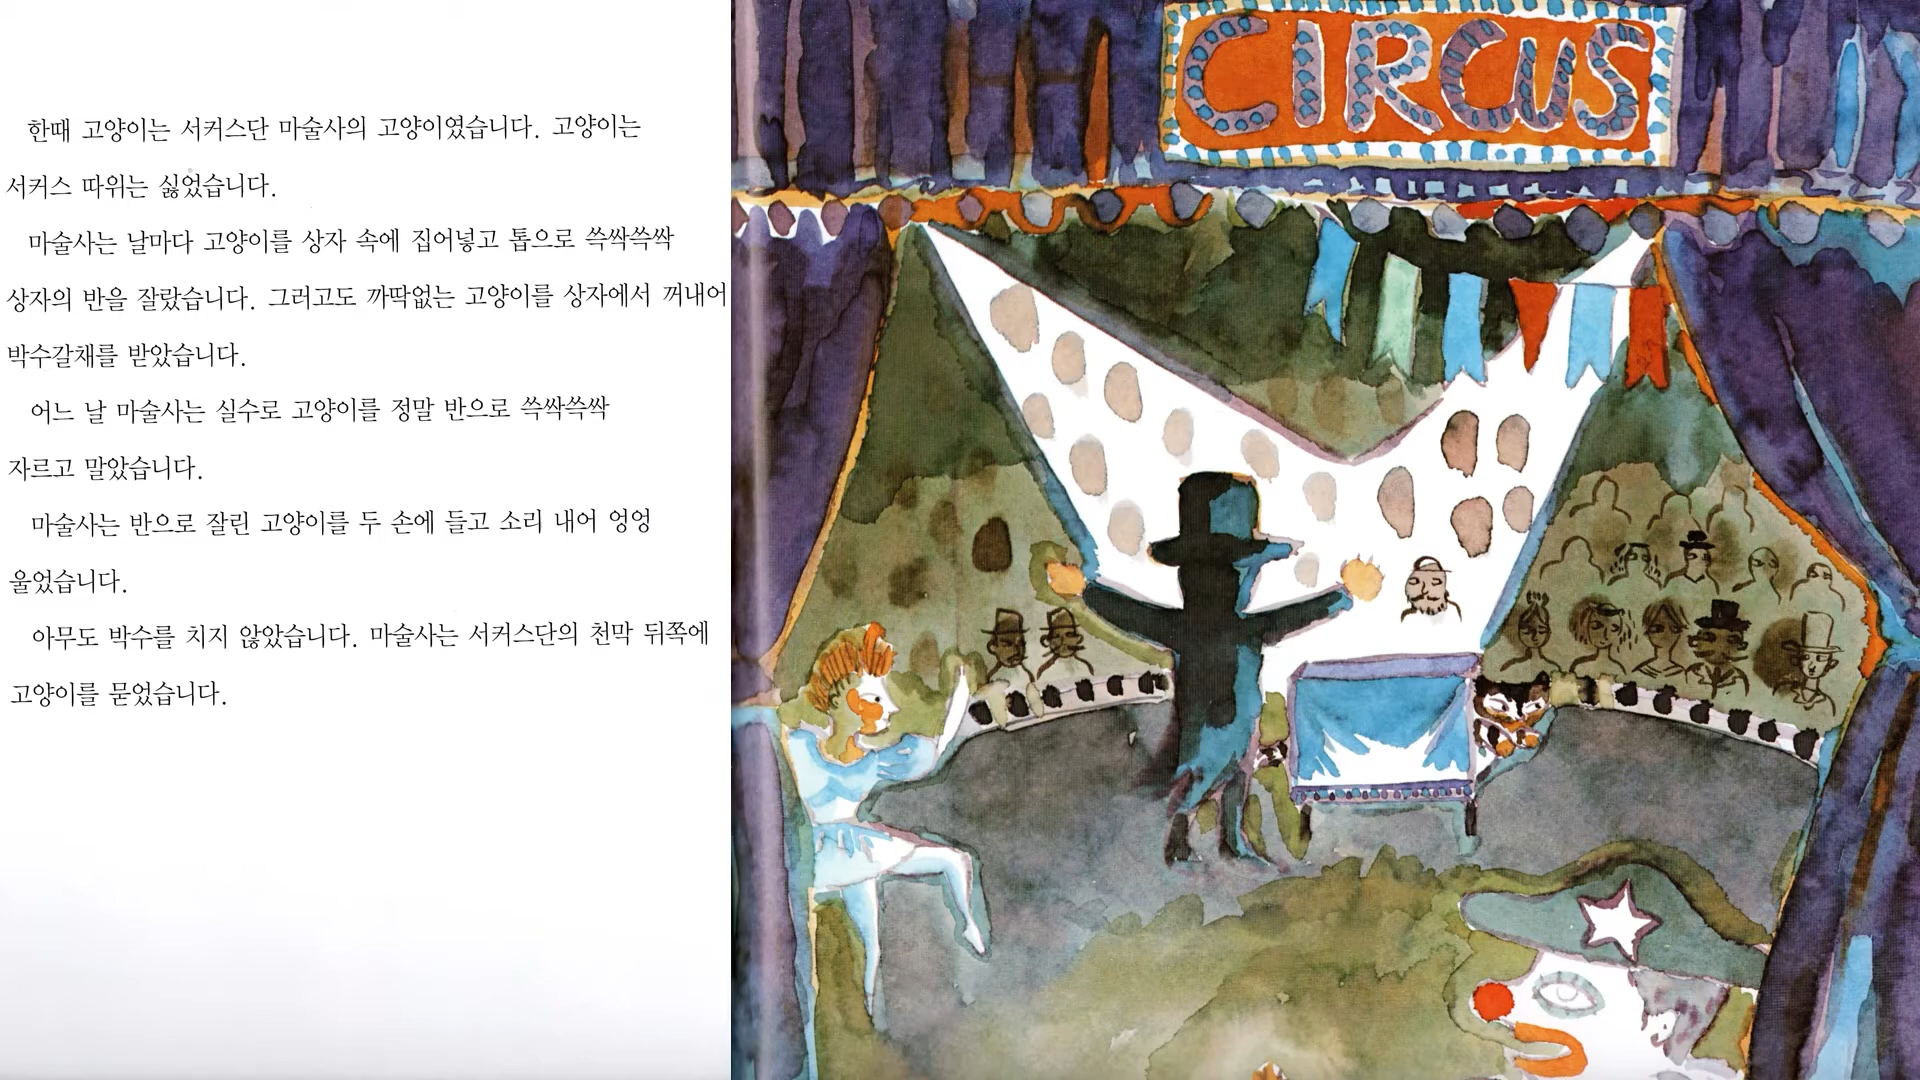 한때 고양이는 서커스단 마술사의 고양이였습니다. 고양이는
서커스 따위는 싫었습니다.
마술사는 날마다 고양이를 상자 속에 집어넣고 톱으로 쓱싹쓱싹
상자의 반을 잘랐습니다. 그러고도 까딱없는 고양이를 상자에서 꺼내어
박수갈채를 받았습니다.
어느 날 마술사는 실수로 고양이를 정말 반으로 쓱싹쓱싹
자르고 말았습니다.
마술사는 반으로 잘린 고양이를 두 손에 들고 소리 내어 엉엉
울었습니다.
아무도 박수를 치지 않았습니다. 마술사는 서커스단의 천막 뒤쪽에
고양이를 묻었습니다.
CIRCUS